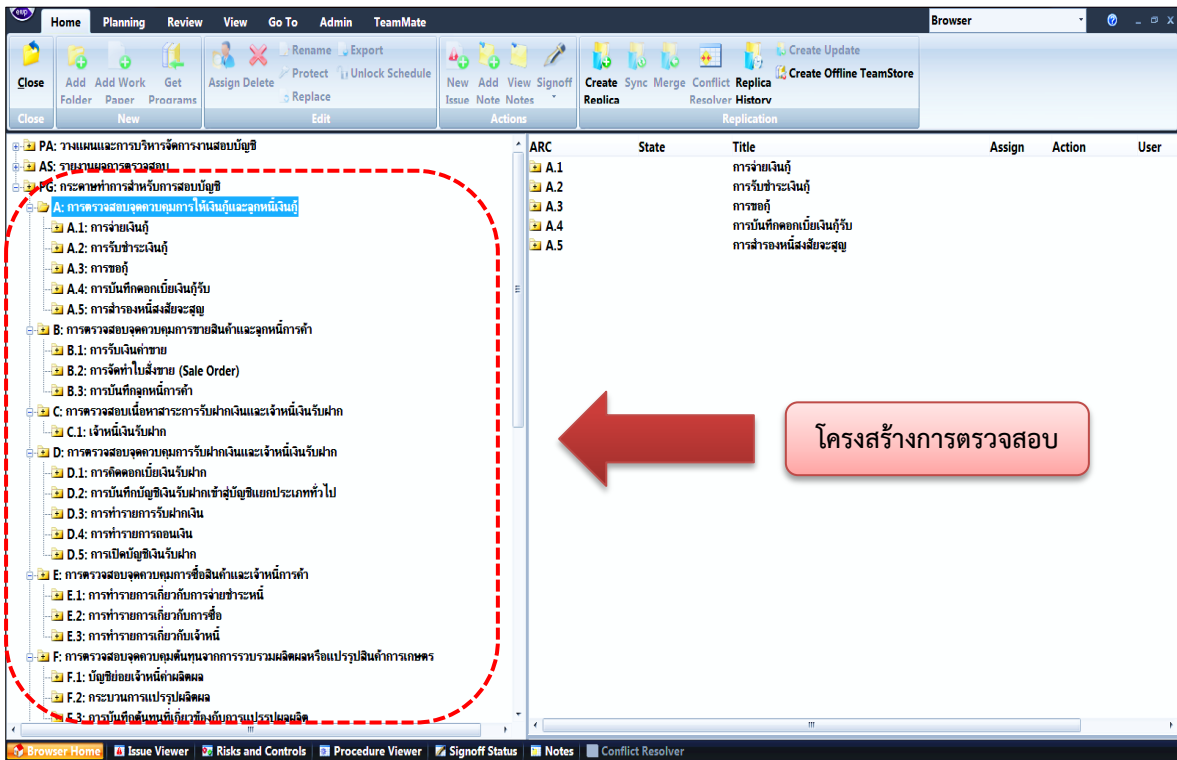 ewp
Home Planning Review View Go To Admin TeamMate Browser
Close
Add Folder
Add Work Paper
Get Programs
Assign
Delete
Rename
Export
Protect
Unlock Schedule
Replace
New Issue
Add Note
View Notes
Signoff
Create Replica
Sync
Merge
Conflict Resolver
Replica History
Create Update
Create Offline TeamStore
Close New Edit Actions Replication
PA: วางแผนและการบริหารจัดการงานสอบบัญชี
AS: รายงานผลการตรวจสอบ
PG: กระดาษทำการสำหรับการสอบบัญชี
A: การตรวจสอบจุดควบคุมการให้เงินกู้และลูกหนี้เงินกู้
A.1: การจ่ายเงินกู้
A.2: การรับชำระเงินกู้
A.3: การขอกู้
A.4: การบันทึกดอกเบี้ยเงินกู้รับ
A.5: การสำรองหนี้สงสัยจะสูญ
B: การตรวจสอบจุดควบคุมการขายสินค้าและลูกหนี้การค้า
B.1: การรับเงินค่าขาย
B.2: การจัดทำใบสั่งขาย (Sale Order)
B.3: การบันทึกลูกหนี้การค้า
C: การตรวจสอบเนื้อหาสาระการรับฝากเงินและเจ้าหนี้เงินรับฝาก
C.1: เจ้าหนี้เงินรับฝาก
D: การตรวจสอบจุดควบคุมการรับฝากเงินและเจ้าหนี้เงินรับฝาก
D.1: การคิดดอกเบี้ยเงินรับฝาก
D.2: การบันทึกบัญชีเงินรับฝากเข้าสู่บัญชีแยกประเภททั่วไป
D.3: การทำรายการรับฝากเงิน
D.4: การทำรายการถอนเงิน
D.5: การเปิดบัญชีเงินรับฝาก
E: การตรวจสอบจุดควบคุมการซื้อสินค้าและเจ้าหนี้การค้า
E.1: การทำรายการเกี่ยวกับการจ่ายชำระหนี้
E.2: การทำรายการเกี่ยวกับการซื้อ
E.3: การทำรายการเกี่ยวกับเจ้าหนี้
F: การตรวจสอบจุดควบคุมต้นทุนจากการรวบรวมผลิตผลหรือแปรรูปสินค้าการเกษตร
F.1: บัญชีย่อยเจ้าหนี้ค่าผลิตผล
F.2: กระบวนการแปรรูปผลิตผล
F.3: การบันทึกต้นทุนที่เกี่ยวข้องกับการแปรรูปผลผลิต
ARC State Title Assign Action User
A.1 การจ่ายเงินกู้
A.2 การรับชำระเงินกู้
A.3 การขอกู้
A.4 การบันทึกดอกเบี้ยเงินกู้รับ
A.5 การสำรองหนี้สงสัยจะสูญ
โครงสร้างการตรวจสอบ
Browser Home Issue Viewer Risks and Controls Procedure Viewer Signoff Status Notes Conflict Resolver